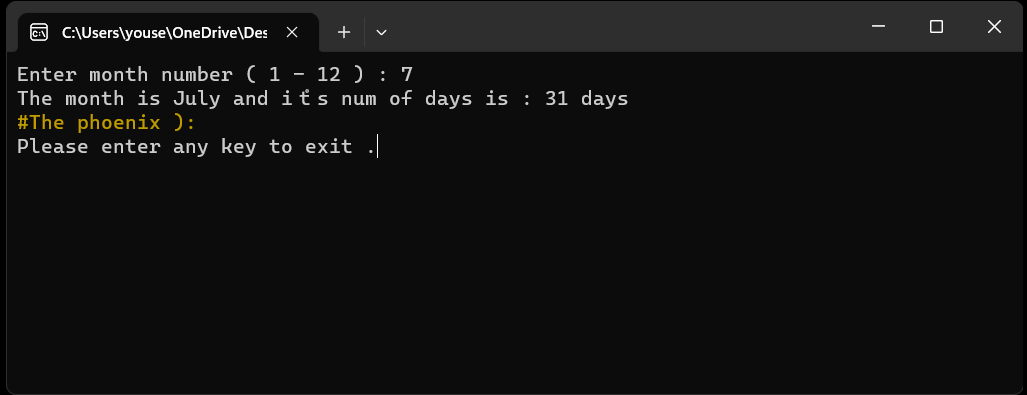 C:\Users\youse\OneDrive\Des
Enter month number ( 1 - 12 ) : 7
The month is July and it's num of days is : 31 days
#The phoenix ):
Please enter any key to exit .